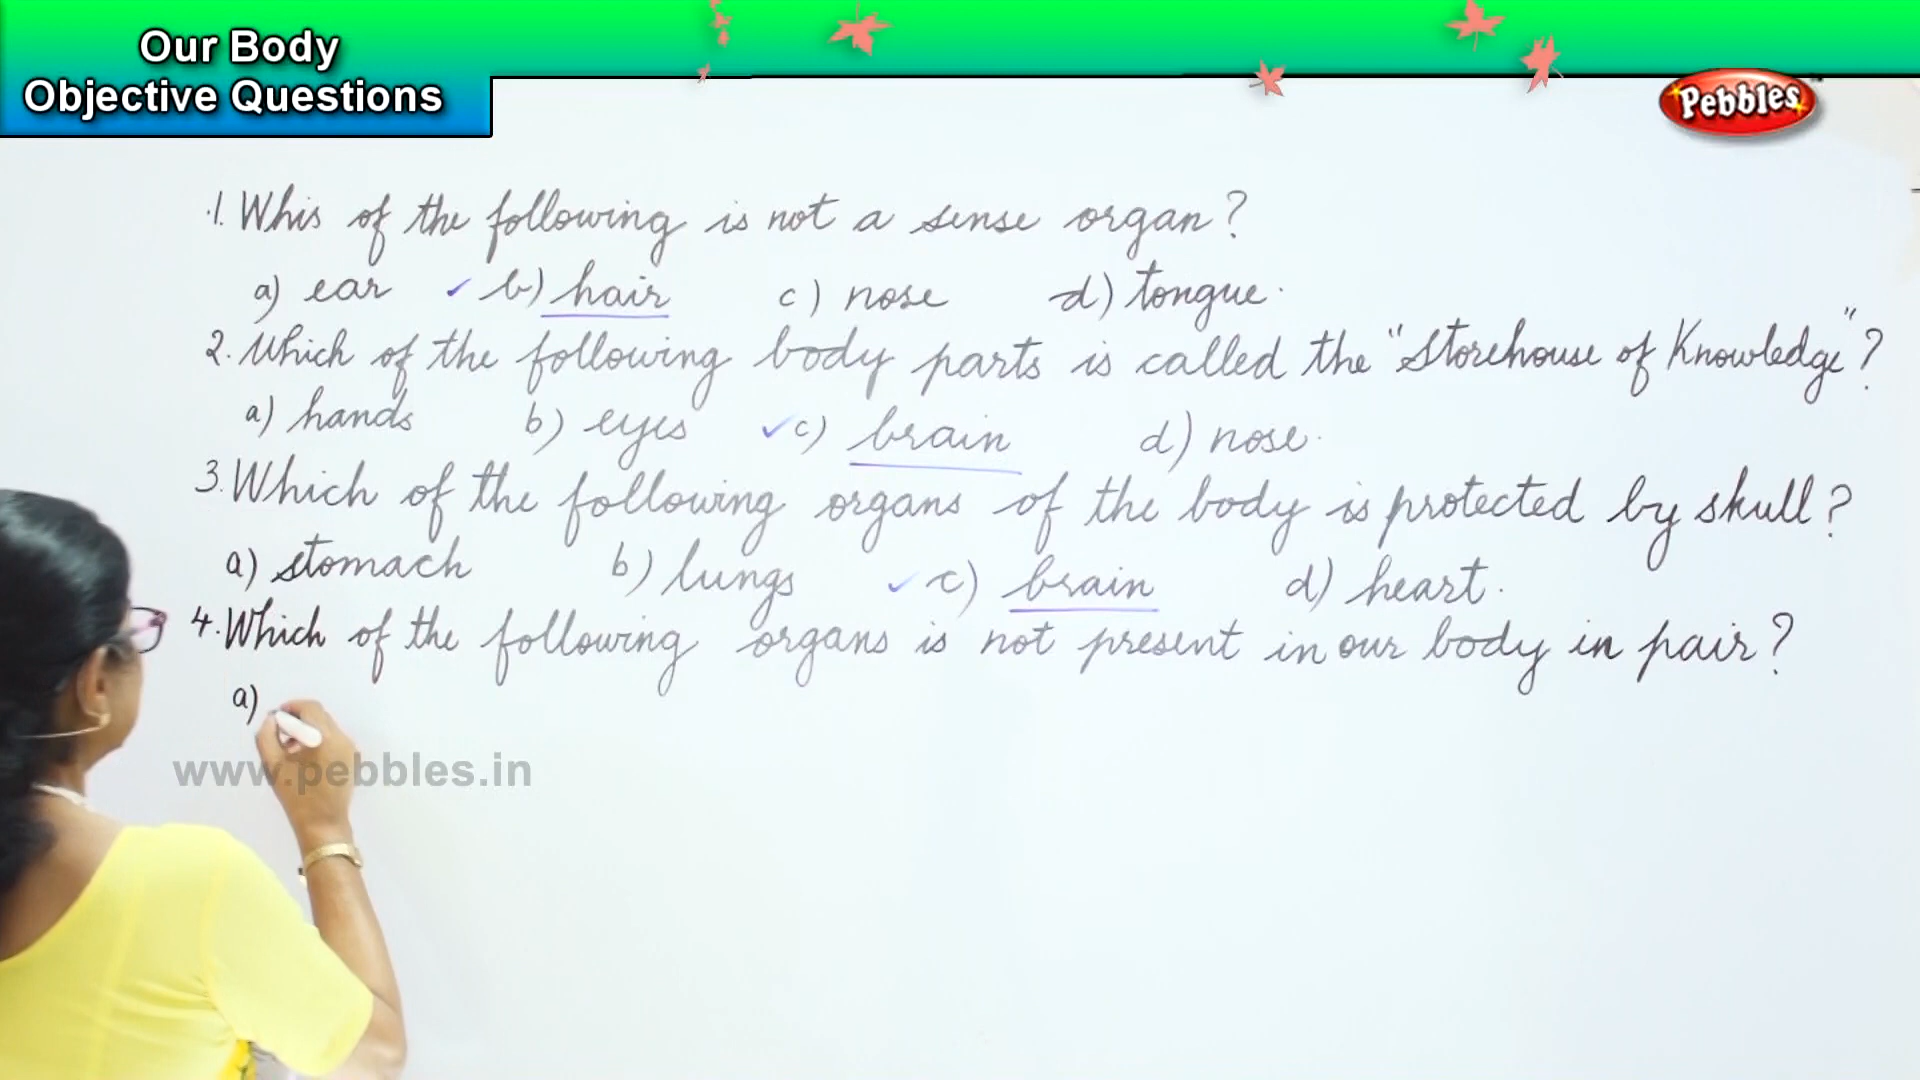 Our Body
Objective Questions
Pebbles
1. Whis of the following is not a sense organ?
a) ear ✓ b) hair c) nose d) tongue.
2. Which of the following body parts is called the "Storehouse of Knowledge"?
a) hands b) eyes ✓ c) brain d) nose.
3. Which of the following organs of the body is protected by skull?
a) stomach b) lungs ✓ c) brain d) heart.
4. Which of the following organs is not present in our body in pair?
a)
www.pebbles.in